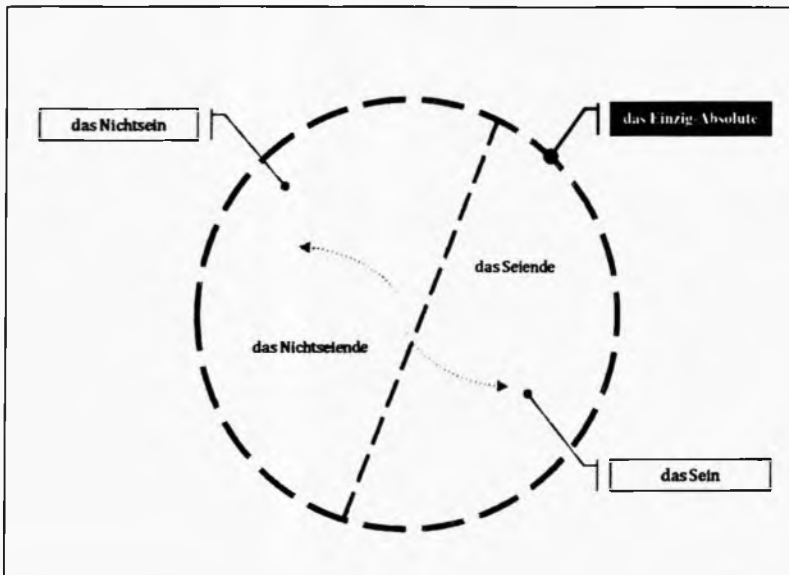 das Nichtsein
das Einzig-Absolute
das Seiende
das Nichtseiende
das Sein